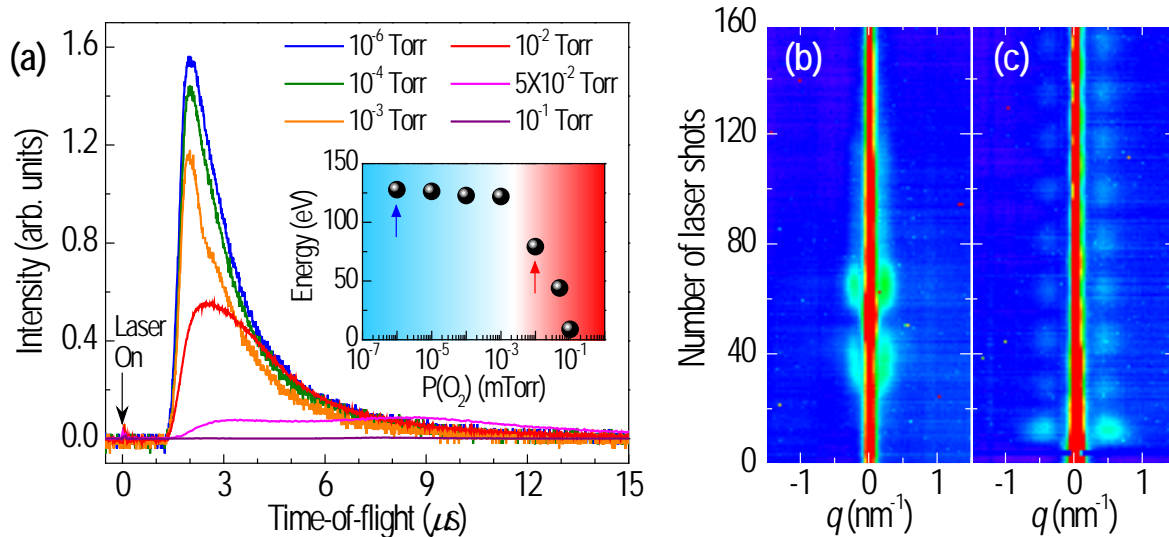 (a)
1.6
1.2
0.8
0.4
0.0
Intensity (arb. units)
10⁻⁶ Torr
10⁻⁴ Torr
10⁻³ Torr
10⁻² Torr
5X10⁻² Torr
10⁻¹ Torr
Laser
On
150
125
100
75
50
25
0
Energy (eV)
10⁻⁷ 10⁻⁵ 10⁻³ 10⁻¹
P(O₂) (mTorr)
0 3 6 9 12 15
Time-of-flight (μs)
(b)
(c)
160
120
80
40
0
Number of laser shots
-1 0 1
q (nm⁻¹)
-1 0 1
q (nm⁻¹)